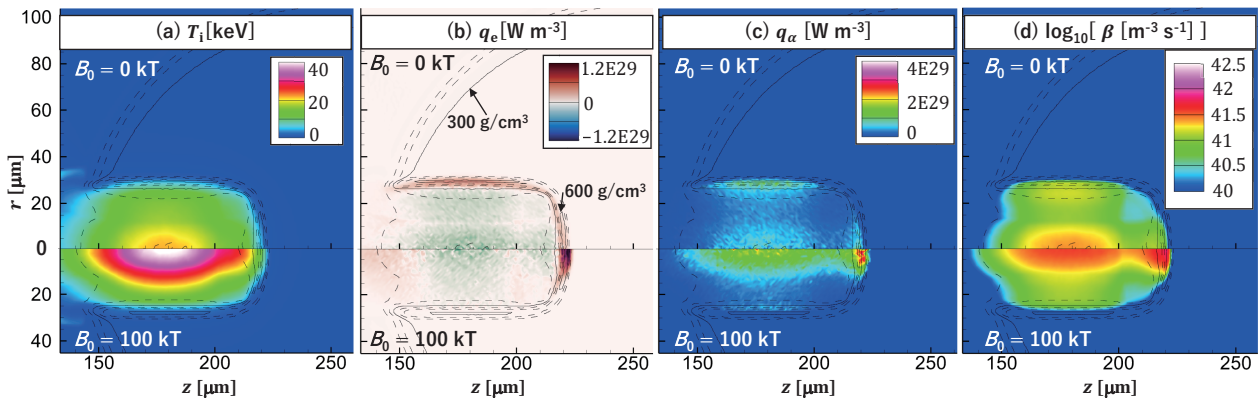 (a) Tᵢ[keV]
(b) qₑ[W m⁻³]
(c) qα [W m⁻³]
(d) log₁₀[ β [m⁻³ s⁻¹] ]
100
80
60
40
20
0
20
40
r [μm]
B₀ = 0 kT
40
20
0
B₀ = 100 kT
150
200
250
z [μm]
B₀ = 0 kT
1.2E29
0
−1.2E29
300 g/cm³
600 g/cm³
B₀ = 100 kT
150
200
250
z [μm]
B₀ = 0 kT
4E29
2E29
0
B₀ = 100 kT
150
200
250
z [μm]
B₀ = 0 kT
42.5
42
41.5
41
40.5
40
B₀ = 100 kT
150
200
250
z [μm]